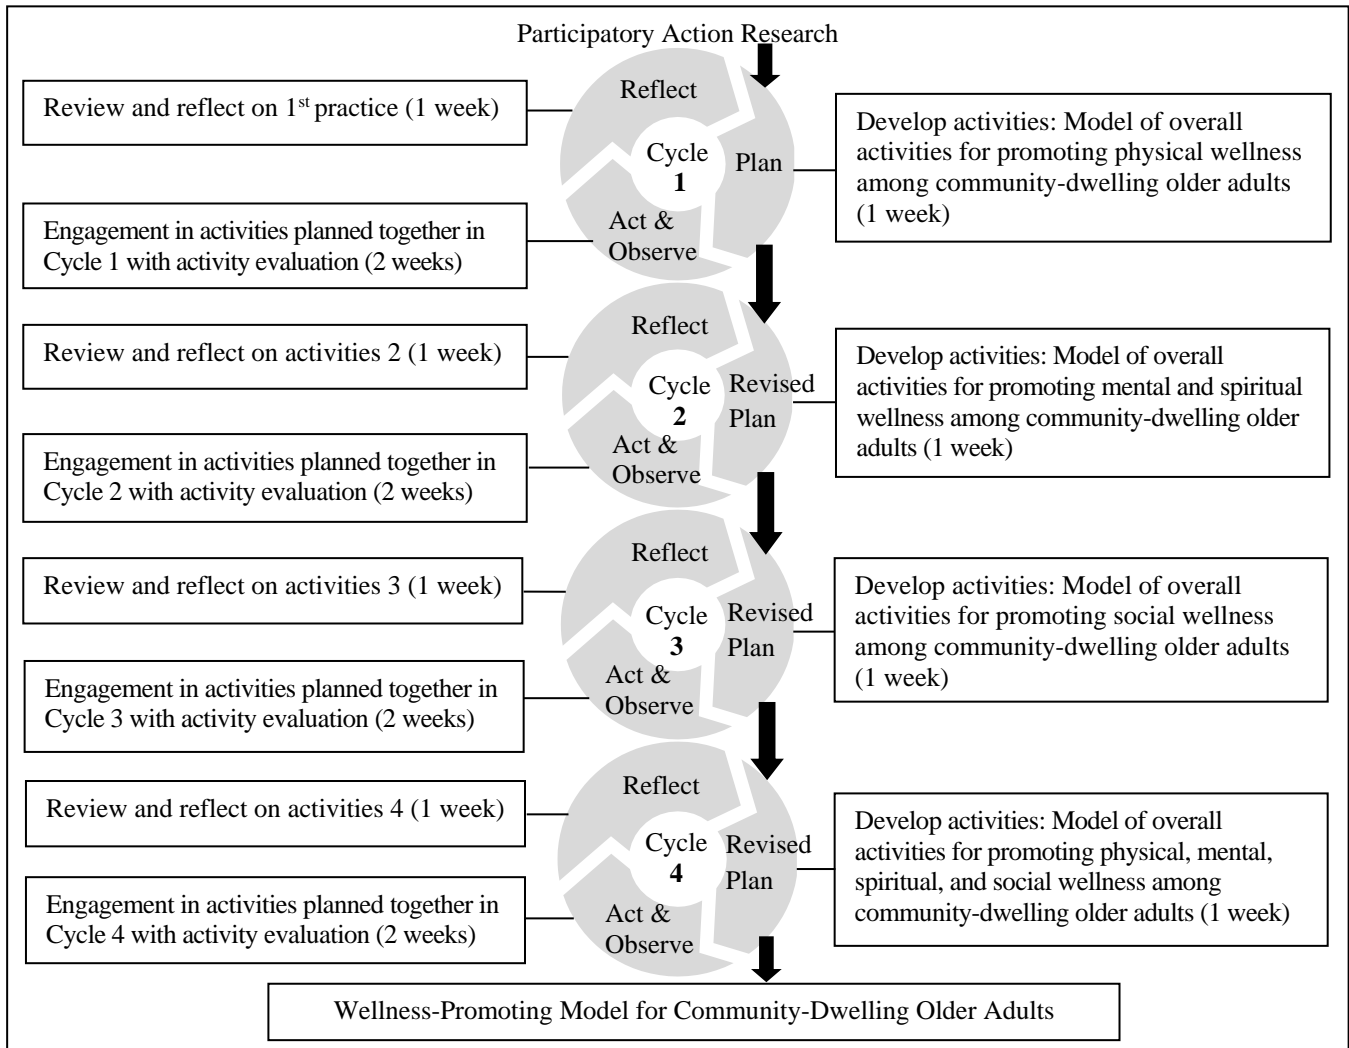 Participatory Action Research
Reflect
Review and reflect on 1st practice (1 week)
Cycle
1
Plan
Develop activities: Model of overall
activities for promoting physical wellness
among community-dwelling older adults
(1 week)
Act &
Observe
Engagement in activities planned together in
Cycle 1 with activity evaluation (2 weeks)
Reflect
Review and reflect on activities 2 (1 week)
Cycle
2
Revised
Plan
Develop activities: Model of overall
activities for promoting mental and spiritual
wellness among community-dwelling older
adults (1 week)
Act &
Observe
Engagement in activities planned together in
Cycle 2 with activity evaluation (2 weeks)
Reflect
Review and reflect on activities 3 (1 week)
Cycle
3
Revised
Plan
Develop activities: Model of overall
activities for promoting social wellness
among community-dwelling older adults
(1 week)
Act &
Observe
Engagement in activities planned together in
Cycle 3 with activity evaluation (2 weeks)
Reflect
Review and reflect on activities 4 (1 week)
Cycle
4
Revised
Plan
Develop activities: Model of overall
activities for promoting physical, mental,
spiritual, and social wellness among
community-dwelling older adults (1 week)
Act &
Observe
Engagement in activities planned together in
Cycle 4 with activity evaluation (2 weeks)
Wellness-Promoting Model for Community-Dwelling Older Adults